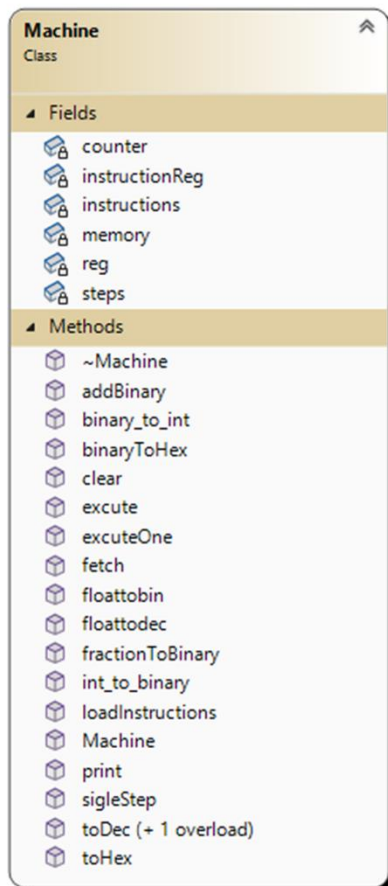 Machine
Class
Fields
counter
instructionReg
instructions
memory
reg
steps
Methods
~Machine
addBinary
binary_to_int
binaryToHex
clear
excute
excuteOne
fetch
floattobin
floattodec
fractionToBinary
int_to_binary
loadInstructions
Machine
print
sigleStep
toDec (+ 1 overload)
toHex